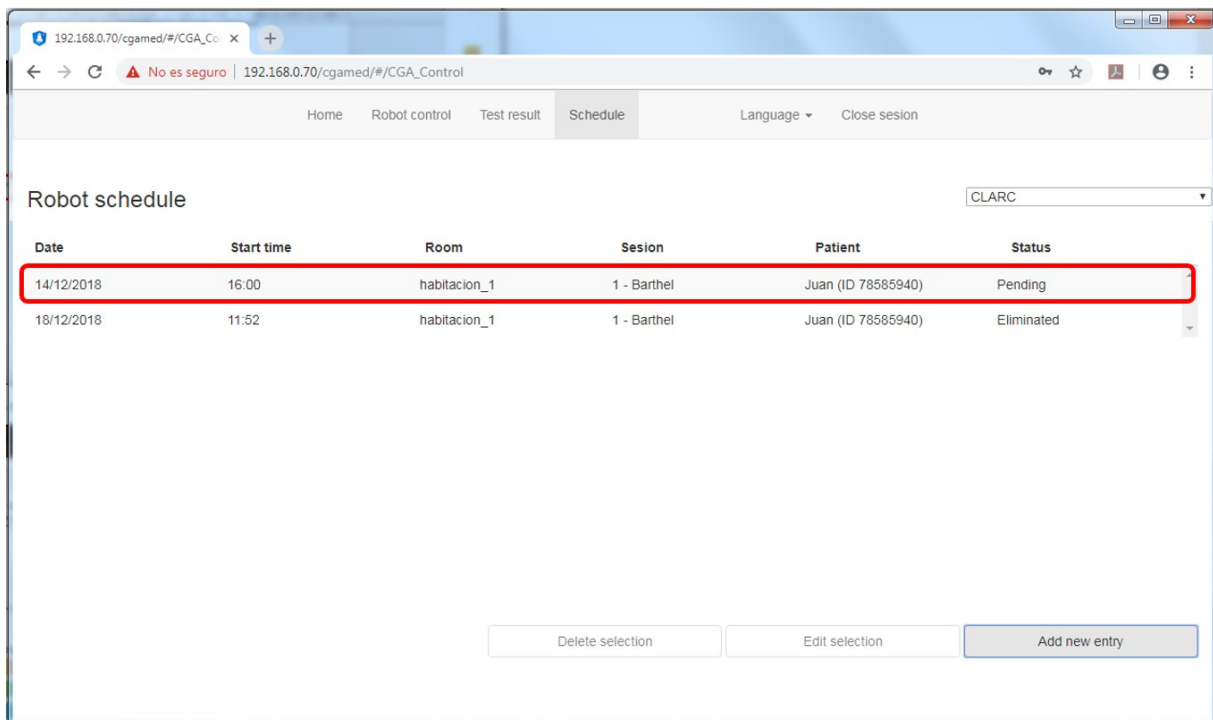 192.168.0.70/cgamed/#/CGA_Co
No es seguro | 192.168.0.70/cgamed/#/CGA_Control
Home Robot control Test result Schedule Language Close sesion
Robot schedule
CLARC
Date Start time Room Sesion Patient Status
14/12/2018 16:00 habitacion_1 1 - Barthel Juan (ID 78585940) Pending
18/12/2018 11:52 habitacion_1 1 - Barthel Juan (ID 78585940) Eliminated
Delete selection Edit selection Add new entry